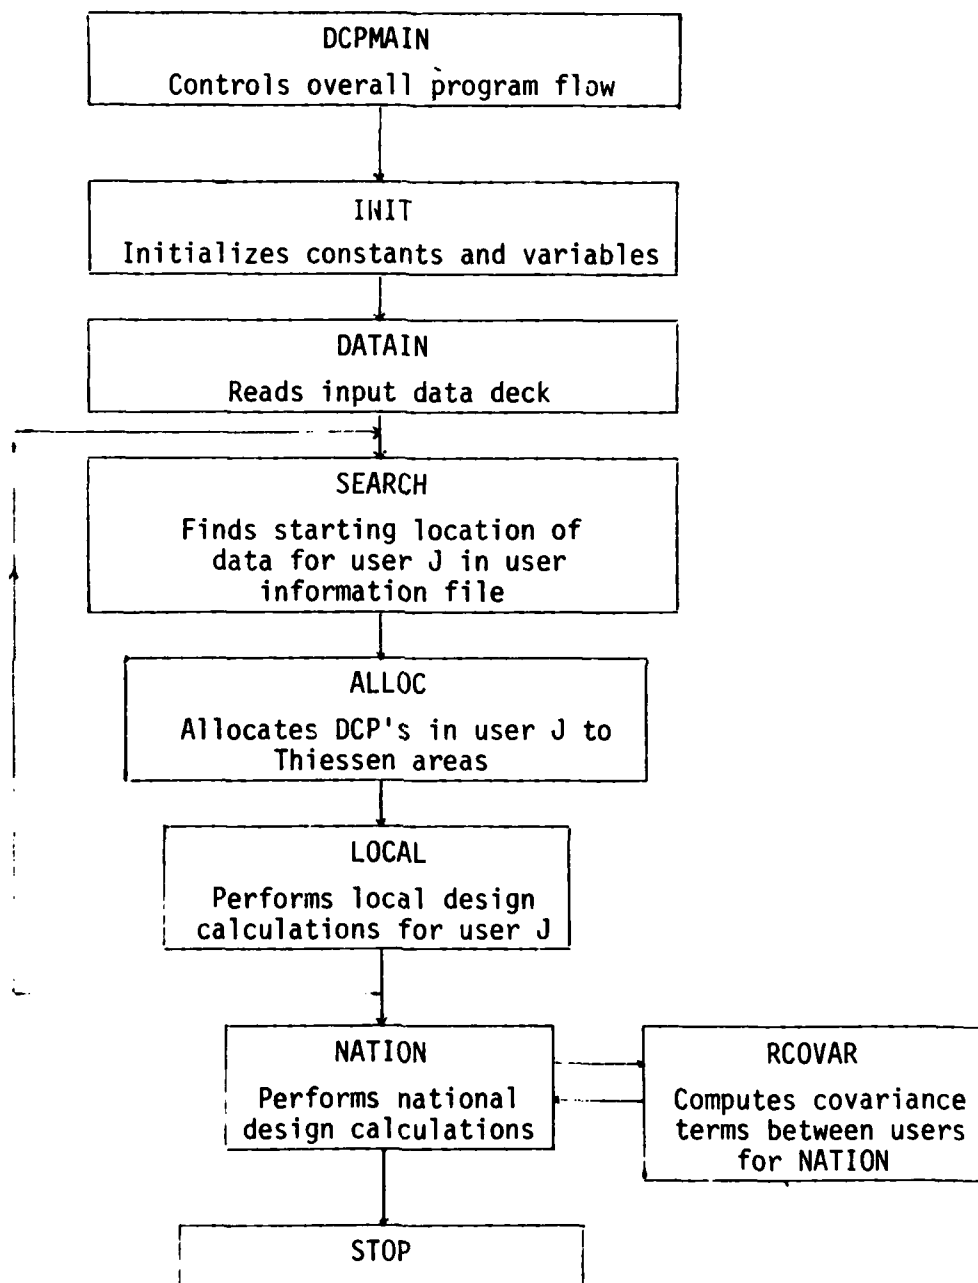 DCPMAIN
Controls overall program flow
INIT
Initializes constants and variables
DATAIN
Reads input data deck
SEARCH
Finds starting location of
data for user J in user
information file
ALLOC
Allocates DCP's in user J to
Thiessen areas
LOCAL
Performs local design
calculations for user J
NATION
Performs national
design calculations
RCOVAR
Computes covariance
terms between users
for NATION
STOP